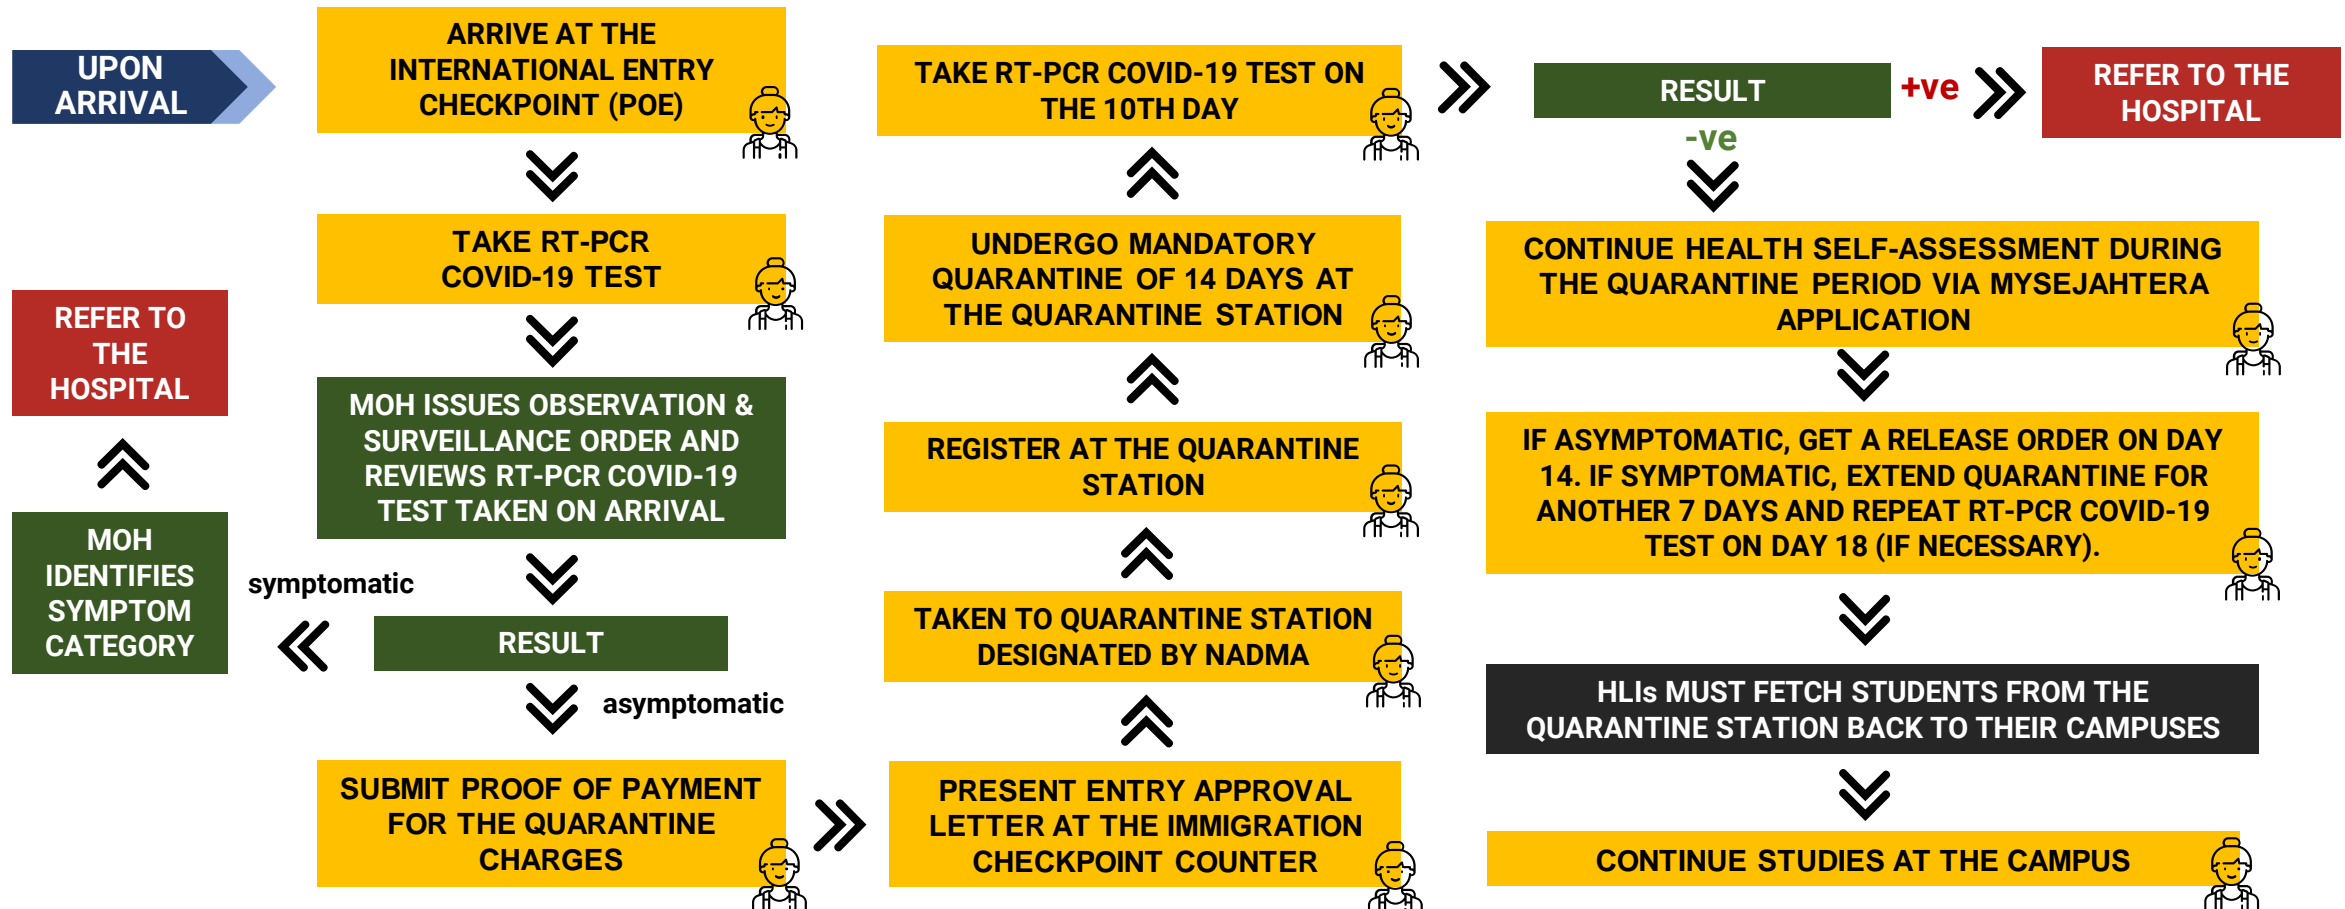 UPON
ARRIVAL
ARRIVE AT THE
INTERNATIONAL ENTRY
CHECKPOINT (POE)
TAKE RT-PCR
COVID-19 TEST
MOH ISSUES OBSERVATION &
SURVEILLANCE ORDER AND
REVIEWS RT-PCR COVID-19
TEST TAKEN ON ARRIVAL
RESULT
symptomatic
MOH
IDENTIFIES
SYMPTOM
CATEGORY
REFER TO
THE
HOSPITAL
asymptomatic
SUBMIT PROOF OF PAYMENT
FOR THE QUARANTINE
CHARGES
PRESENT ENTRY APPROVAL
LETTER AT THE IMMIGRATION
CHECKPOINT COUNTER
TAKEN TO QUARANTINE STATION
DESIGNATED BY NADMA
REGISTER AT THE QUARANTINE
STATION
UNDERGO MANDATORY
QUARANTINE OF 14 DAYS AT
THE QUARANTINE STATION
TAKE RT-PCR COVID-19 TEST ON
THE 10TH DAY
RESULT
+ve
REFER TO THE
HOSPITAL
-ve
CONTINUE HEALTH SELF-ASSESSMENT DURING
THE QUARANTINE PERIOD VIA MYSEJAHTERA
APPLICATION
IF ASYMPTOMATIC, GET A RELEASE ORDER ON DAY
14. IF SYMPTOMATIC, EXTEND QUARANTINE FOR
ANOTHER 7 DAYS AND REPEAT RT-PCR COVID-19
TEST ON DAY 18 (IF NECESSARY).
HLIs MUST FETCH STUDENTS FROM THE
QUARANTINE STATION BACK TO THEIR CAMPUSES
CONTINUE STUDIES AT THE CAMPUS